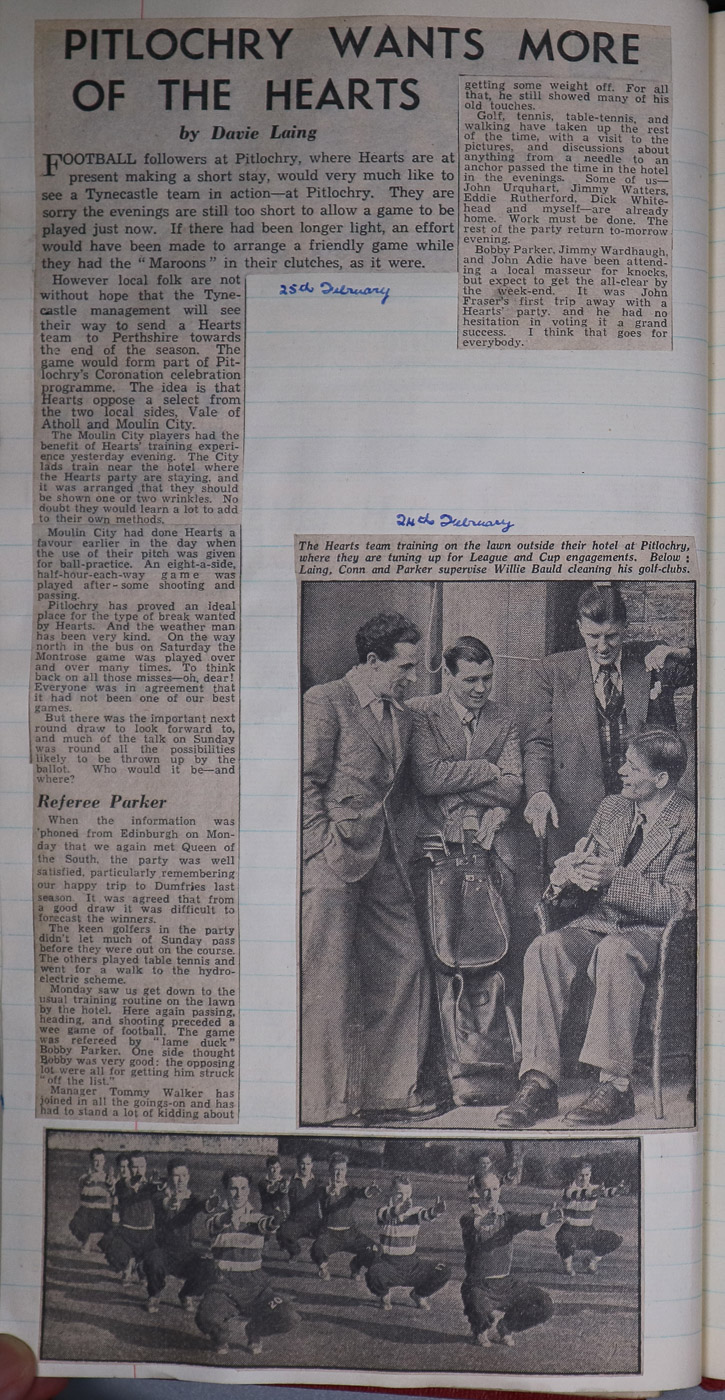 PITLOCHRY WANTS MORE
OF THE HEARTS
by Davie Laing
FOOTBALL followers at Pitlochry, where Hearts are at
present making a short stay, would very much like to
see a Tynecastle team in action—at Pitlochry. They are
sorry the evenings are still too short to allow a game to be
played just now. If there had been longer light, an effort
would have been made to arrange a friendly game while
they had the "Maroons" in their clutches, as it were.
However local folk are not
without hope that the Tyne-
castle management will see
their way to send a Hearts
team to Perthshire towards
the end of the season. The
game would form part of Pit-
lochry's Coronation celebration
programme. The idea is that
Hearts oppose a select from
the two local sides, Vale of
Atholl and Moulin City.
The Moulin City players had the
benefit of Hearts' training experi-
ence yesterday evening. The City
lads train near the hotel where
the Hearts party are staying, and
it was arranged that they should
be shown one or two wrinkles. No
doubt they would learn a lot to add
to their own methods.
Moulin City had done Hearts a
favour earlier in the day when
the use of their pitch was given
for ball-practice. An eight-a-side,
half-hour-each-way game was
played after some shooting and
passing.
Pitlochry has proved an ideal
place for the type of break wanted
by Hearts. And the weather man
has been very kind. On the way
north in the bus on Saturday the
Montrose game was played over
and over many times. To think
back on all those misses—oh, dear!
Everyone was in agreement that
it had not been one of our best
games.
But there was the important next
round draw to look forward to,
and much of the talk on Sunday
was round all the possibilities
likely to be thrown up by the
ballot. Who would it be—and
where?
Referee Parker
When the information was
'phoned from Edinburgh on Mon-
day that we again met Queen of
the South, the party was well
satisfied, particularly remembering
our happy trip to Dumfries last
season. It was agreed that from
a good draw it was difficult to
forecast the winners.
The keen golfers in the party
didn't let much of Sunday pass
before they were out on the course.
The others played table tennis and
went for a walk to the hydro-
electric scheme.
Monday saw us get down to the
usual training routine on the lawn
by the hotel. Here again passing,
heading, and shooting preceded a
wee game of football. The game
was refereed by "lame duck"
Bobby Parker. One side thought
Bobby was very good: the opposing
lot were all for getting him struck
"off the list."
Manager Tommy Walker has
joined in all the goings-on and has
had to stand a lot of kidding about
getting some weight off. For all
that, he still showed many of his
old touches.
Golf, tennis, table-tennis, and
walking have taken up the rest
of the time, with a visit to the
pictures, and discussions about
anything from a needle to an
anchor passed the time in the hotel
in the evenings. Some of us—
John Urquhart, Jimmy Watters,
Eddie Rutherford, Dick White-
head and myself—are already
home. Work must be done. The
rest of the party return to-morrow
evening.
Bobby Parker, Jimmy Wardhaugh,
and John Adie have been attend-
ing a local masseur for knocks,
but expect to get the all-clear by
the week-end. It was John
Fraser's first trip away with a
Hearts' party, and he had no
hesitation in voting it a grand
success. I think that goes for
everybody.
25th February
24th February
The Hearts team training on the lawn outside their hotel at Pitlochry,
where they are tuning up for League and Cup engagements. Below :
Laing, Conn and Parker supervise Willie Bauld cleaning his golf-clubs.